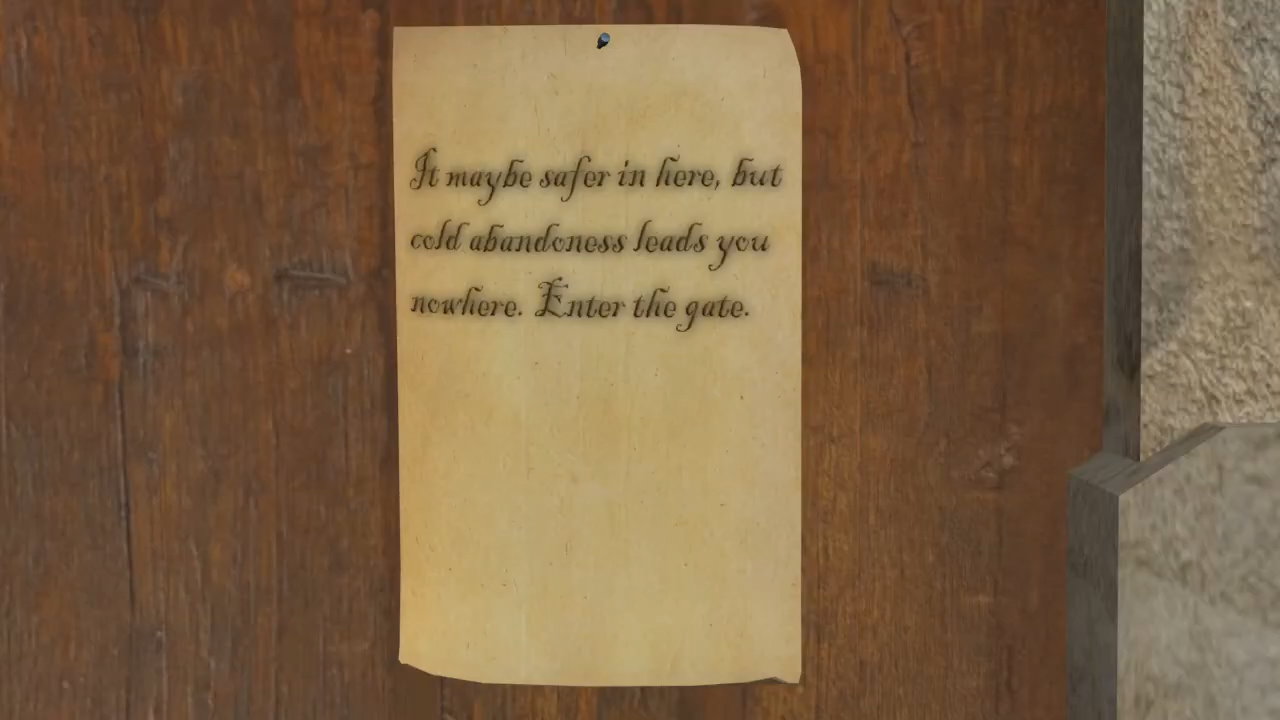 It maybe safer in here, but
cold abandoness leads you
nowhere. Enter the gate.